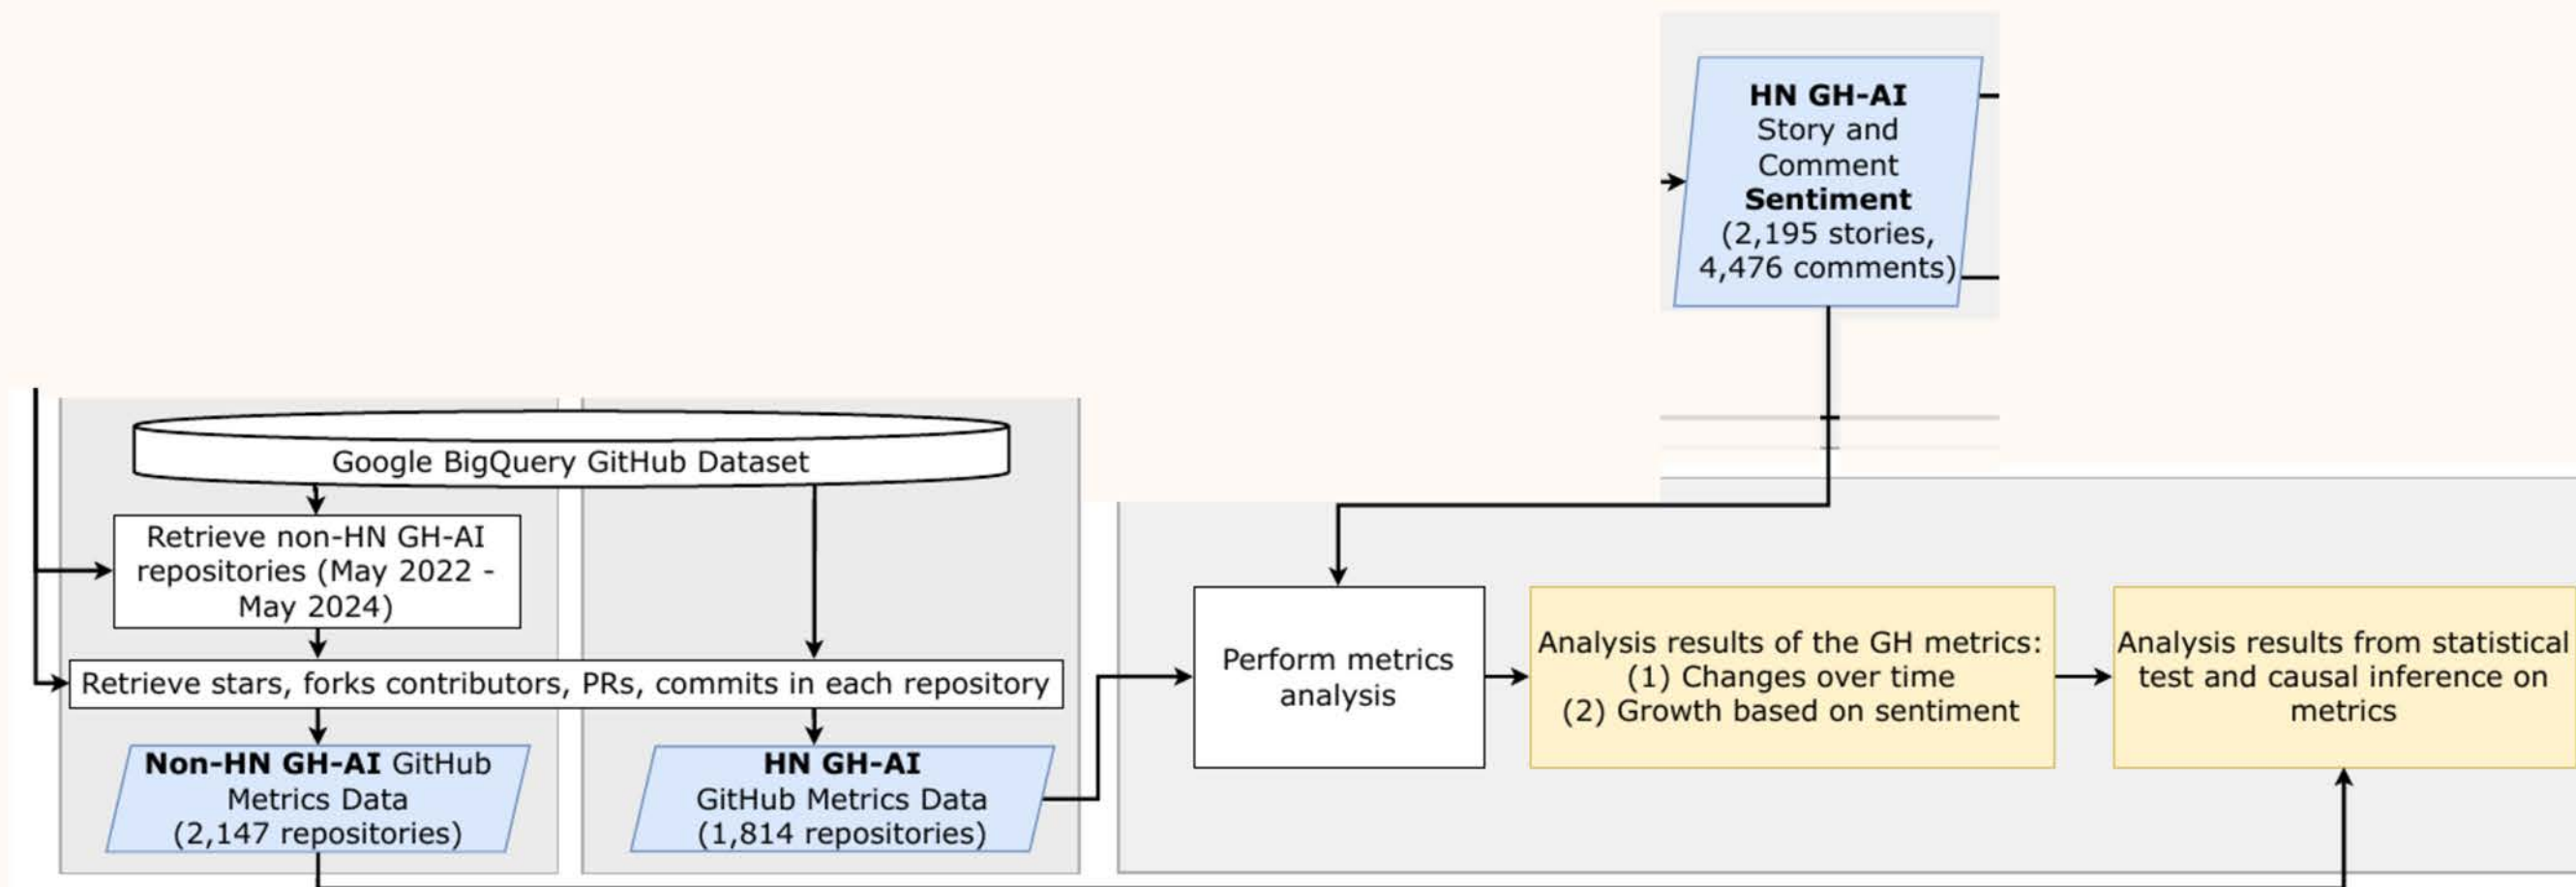 HN GH-AI
Story and
Comment
Sentiment
(2,195 stories,
4,476 comments)
Google BigQuery GitHub Dataset
Retrieve non-HN GH-AI
repositories (May 2022 -
May 2024)
Retrieve stars, forks contributors, PRs, commits in each repository
Non-HN GH-AI GitHub
Metrics Data
(2,147 repositories)
HN GH-AI
GitHub Metrics Data
(1,814 repositories)
Perform metrics
analysis
Analysis results of the GH metrics:
(1) Changes over time
(2) Growth based on sentiment
Analysis results from statistical
test and causal inference on
metrics